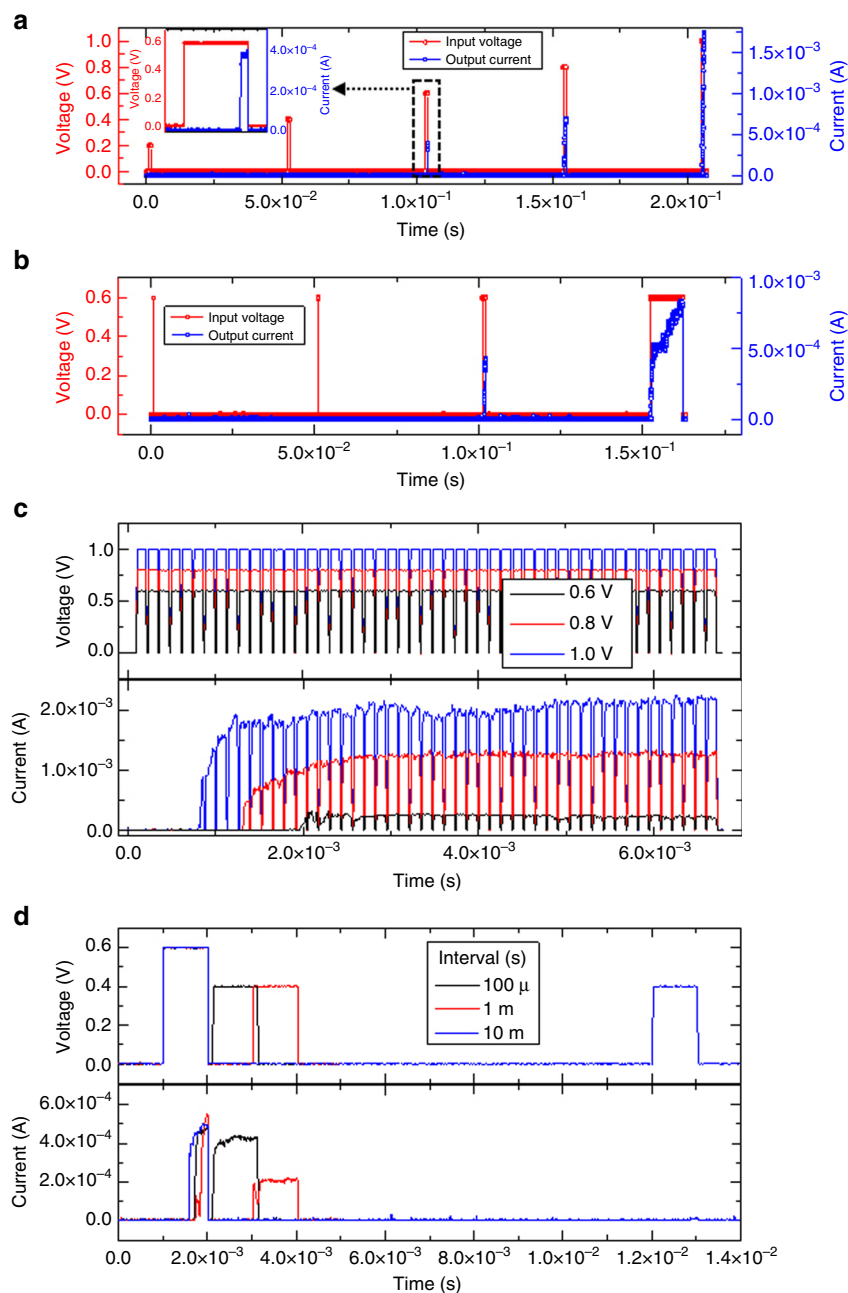 a
0.6
0.4
0.2
0.0
Voltage (V)
4.0×10⁻⁴
2.0×10⁻⁴
0.0
Current (A)
Input voltage
Output current
1.0
0.8
0.6
0.4
0.2
0.0
Voltage (V)
1.5×10⁻³
1.0×10⁻³
5.0×10⁻⁴
0.0
Current (A)
0.0 5.0×10⁻² 1.0×10⁻¹ 1.5×10⁻¹ 2.0×10⁻¹
Time (s)
b
0.6
0.4
0.2
0.0
Voltage (V)
Input voltage
Output current
1.0×10⁻³
5.0×10⁻⁴
0.0
Current (A)
0.0 5.0×10⁻² 1.0×10⁻¹ 1.5×10⁻¹
Time (s)
c
1.0
0.5
0.0
Voltage (V)
0.6 V
0.8 V
1.0 V
2.0×10⁻³
1.0×10⁻³
0.0
Current (A)
0.0 2.0×10⁻³ 4.0×10⁻³ 6.0×10⁻³
Time (s)
d
0.6
0.4
0.2
0.0
Voltage (V)
Interval (s)
100 μ
1 m
10 m
6.0×10⁻⁴
4.0×10⁻⁴
2.0×10⁻⁴
0.0
Current (A)
0.0 2.0×10⁻³ 4.0×10⁻³ 6.0×10⁻³ 8.0×10⁻³ 1.0×10⁻² 1.2×10⁻² 1.4×10⁻²
Time (s)